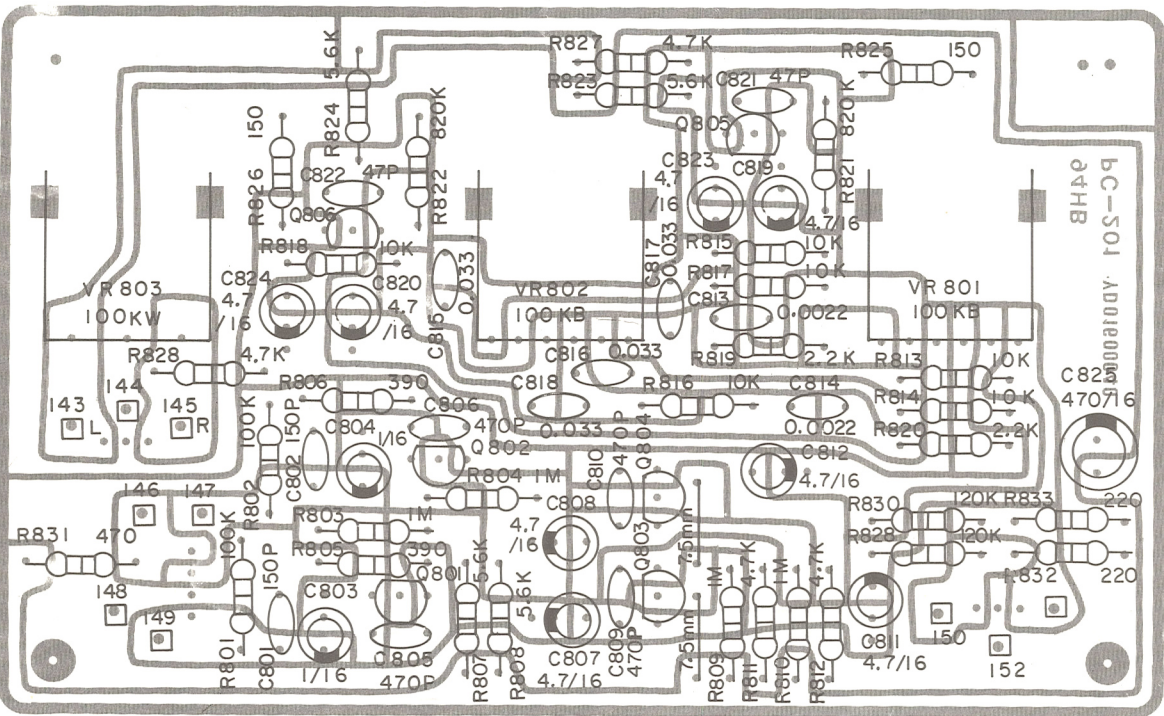 R827 4.7K
R825 150
5.6K
R823 5.6K
C821 47P
R824
820K
820K
150
Q805
C823 C819
PC-201
94HB
C822 47P
4.7
/16
R821
R826
R822
Q806
4.7/16
R818 10K
R815 10K
0.033
C817
0.033
R817 10K
C824 C820
VR803
100KW
4.7
/16
4.7
/16
VR802
100KB
C813
0.0022
VR801
100KB
C815
R828 4.7K
C816 0.033
R819 2.2K
R813 10K
144
R806 390
C818
R816 10K
C814
R814 10K
470/16
143 L
145 R
100K
150P
C804
1/16
C806
470P
0.033
0.0022
R820 2.2K
Q802
C810
470P
Q804
C812
4.7/16
R802
C802
R804 1M
146 147
R803 1M
C808
4.7
/16
R830 120K
R833 220
R831 470
100K
R805 390
Q803
7.5mm
R828 120K
R832 220
150P
Q801
5.6K
5.6K
1M
4.7K
1M
4.7K
148
149
C803
1/16
C805
470P
R801
C801
R807
R808
C807
4.7/16
C809
470P
7.5mm
R809
R811
R810
R812
C811
4.7/16
150
152